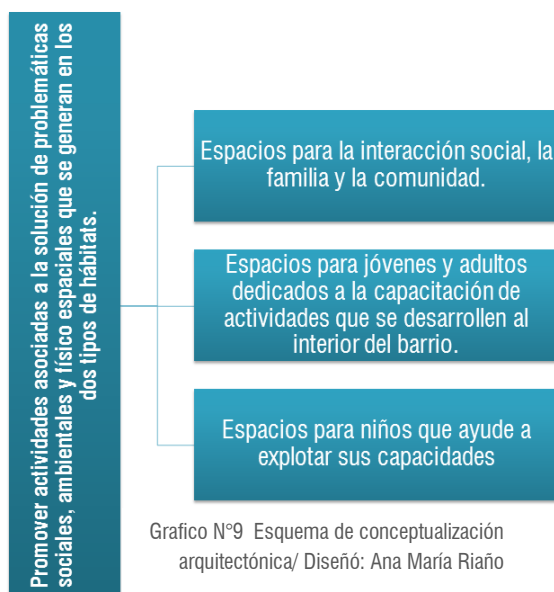 Promover actividades asociadas a la solución de problemáticas
sociales, ambientales y físico espaciales que se generan en los
dos tipos de hábitats.
Espacios para la interacción social, la
familia y la comunidad.
Espacios para jóvenes y adultos
dedicados a la capacitación de
actividades que se desarrollen al
interior del barrio.
Espacios para niños que ayude a
explotar sus capacidades
Grafico N°9 Esquema de conceptualización
arquitectónica/ Diseñó: Ana María Riaño